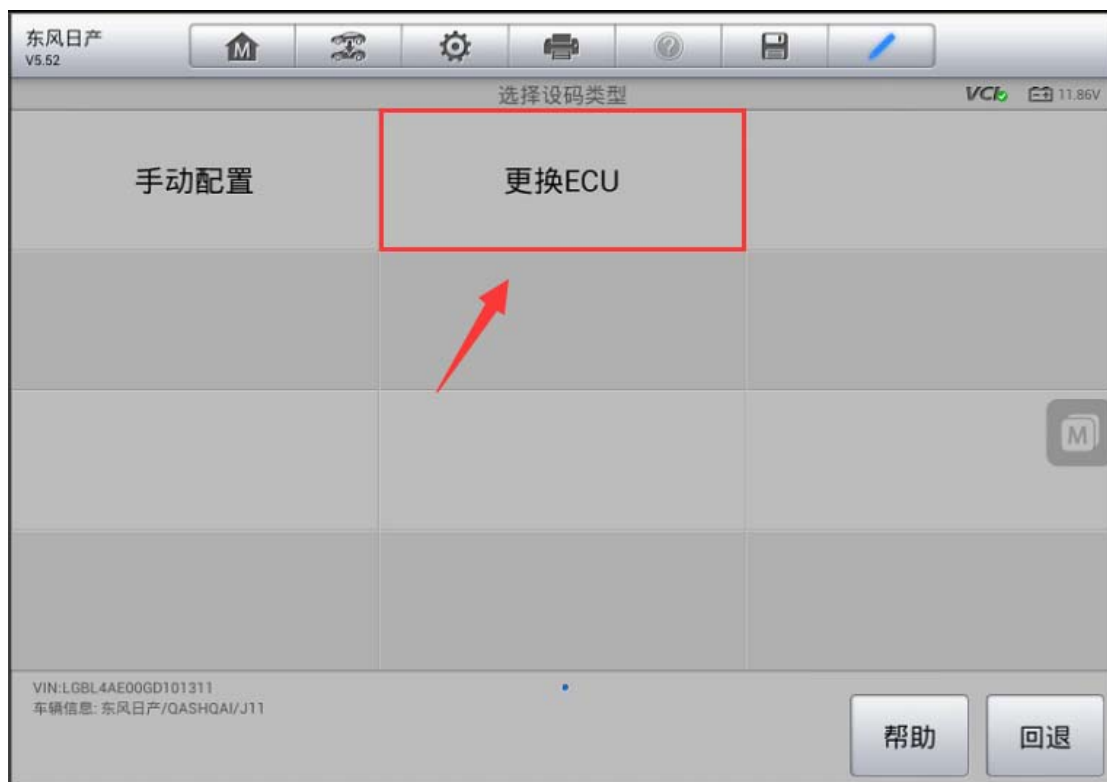 东风日产
V5.52
M
选择设码类型
VCI
11.86V
手动配置
更换ECU
M
VIN:LGBL4AE00GD101311
车辆信息: 东风日产/QASHQAI/J11
帮助
回退